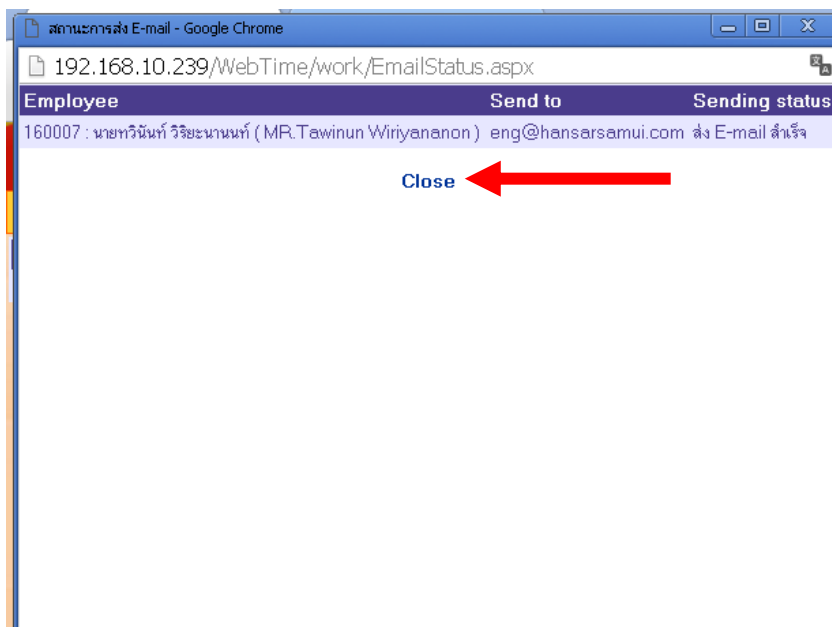 สถานะการส่ง E-mail - Google Chrome
192.168.10.239/WebTime/work/EmailStatus.aspx
Employee Send to Sending status
160007 : นายทวินันท์ วิริยะนานนท์ ( MR.Tawinun Wiriyananon ) eng@hansarsamui.com ส่ง E-mail สำเร็จ
Close